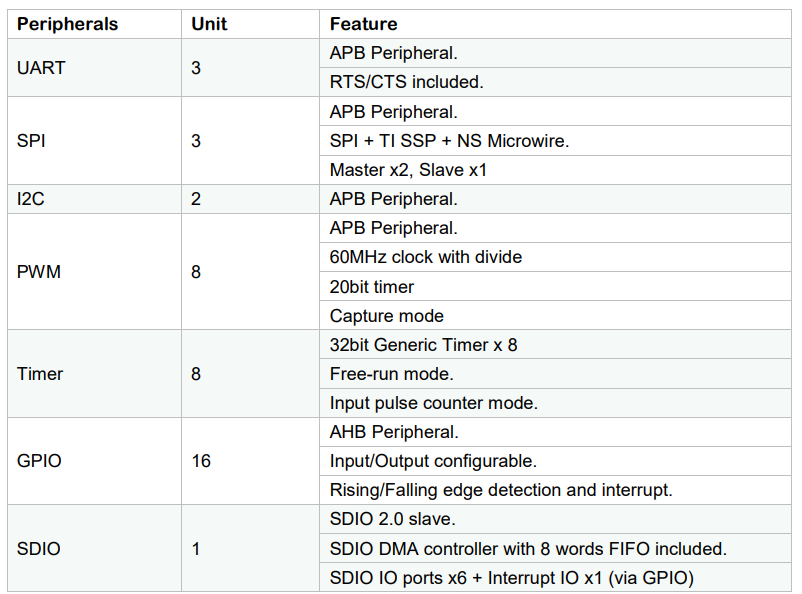 Peripherals Unit Feature
UART 3 APB Peripheral.
RTS/CTS included.
SPI 3 APB Peripheral.
SPI + TI SSP + NS Microwire.
Master x2, Slave x1
I2C 2 APB Peripheral.
PWM 8 APB Peripheral.
60MHz clock with divide
20bit timer
Capture mode
Timer 8 32bit Generic Timer x 8
Free-run mode.
Input pulse counter mode.
GPIO 16 AHB Peripheral.
Input/Output configurable.
Rising/Falling edge detection and interrupt.
SDIO 1 SDIO 2.0 slave.
SDIO DMA controller with 8 words FIFO included.
SDIO IO ports x6 + Interrupt IO x1 (via GPIO)